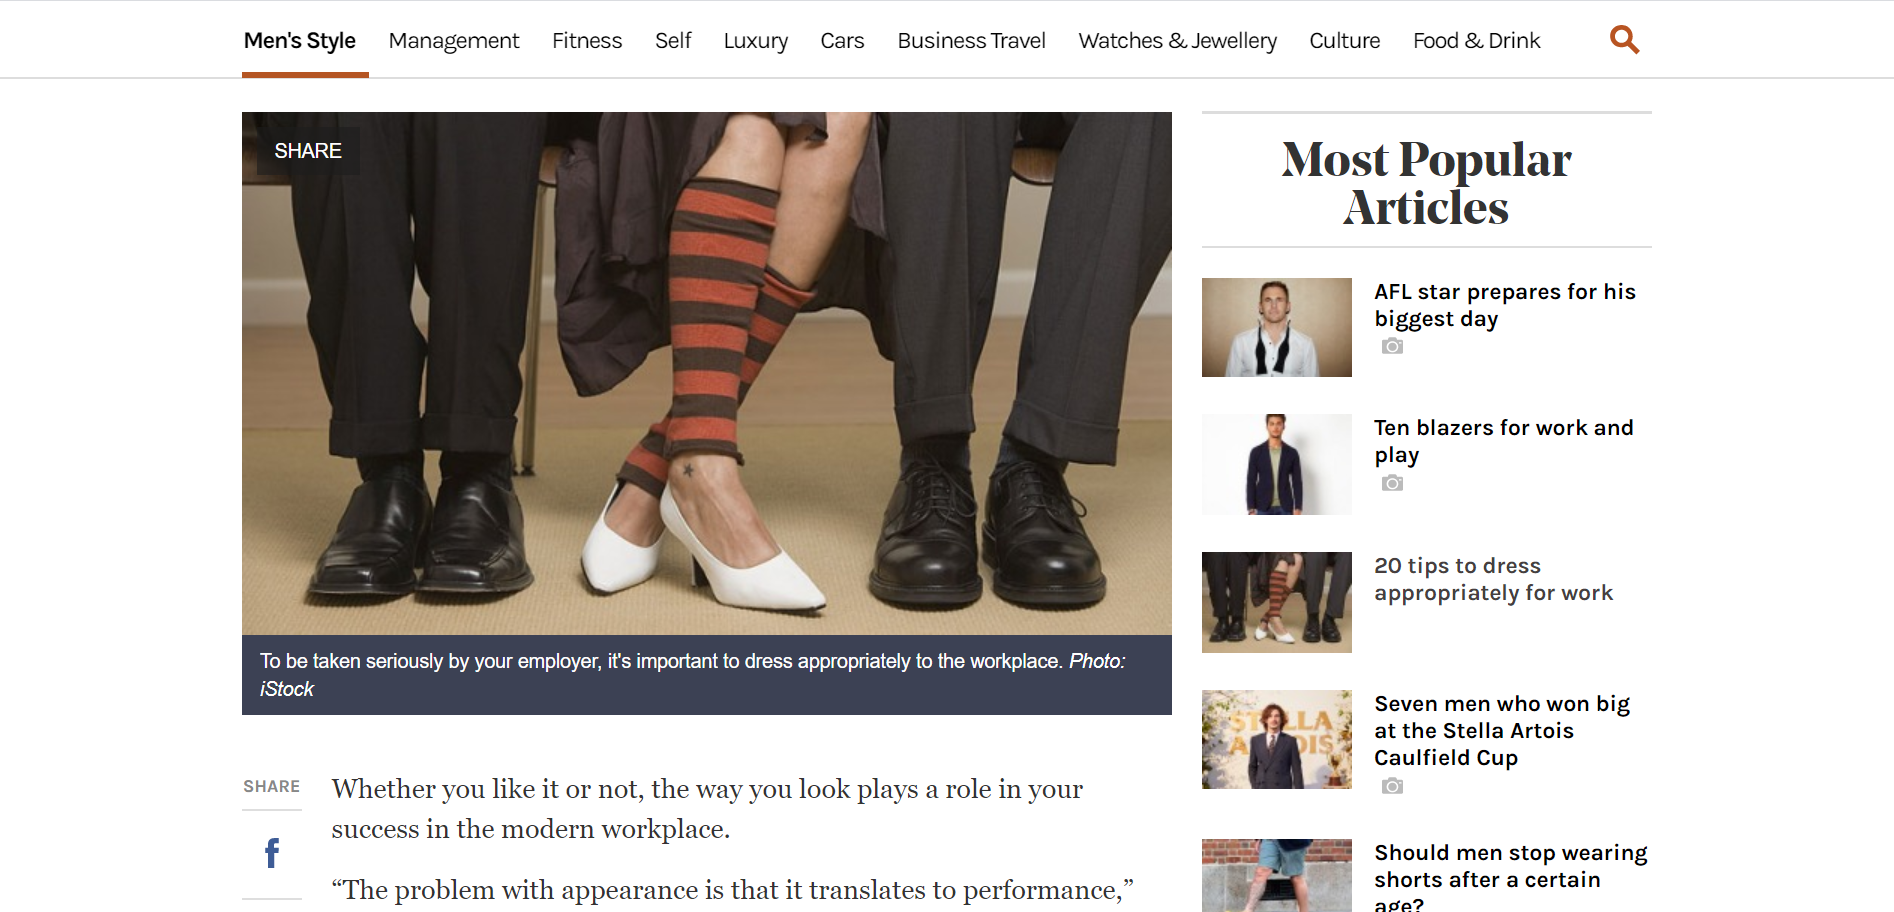 Men's Style Management Fitness Self Luxury Cars Business Travel Watches & Jewellery Culture Food & Drink
SHARE
To be taken seriously by your employer, it's important to dress appropriately to the workplace. Photo:
iStock
SHARE
f
Whether you like it or not, the way you look plays a role in your
success in the modern workplace.
“The problem with appearance is that it translates to performance,”
Most Popular
Articles
AFL star prepares for his
biggest day
Ten blazers for work and
play
20 tips to dress
appropriately for work
STELLA
ARTOIS
Seven men who won big
at the Stella Artois
Caulfield Cup
Should men stop wearing
shorts after a certain
age?